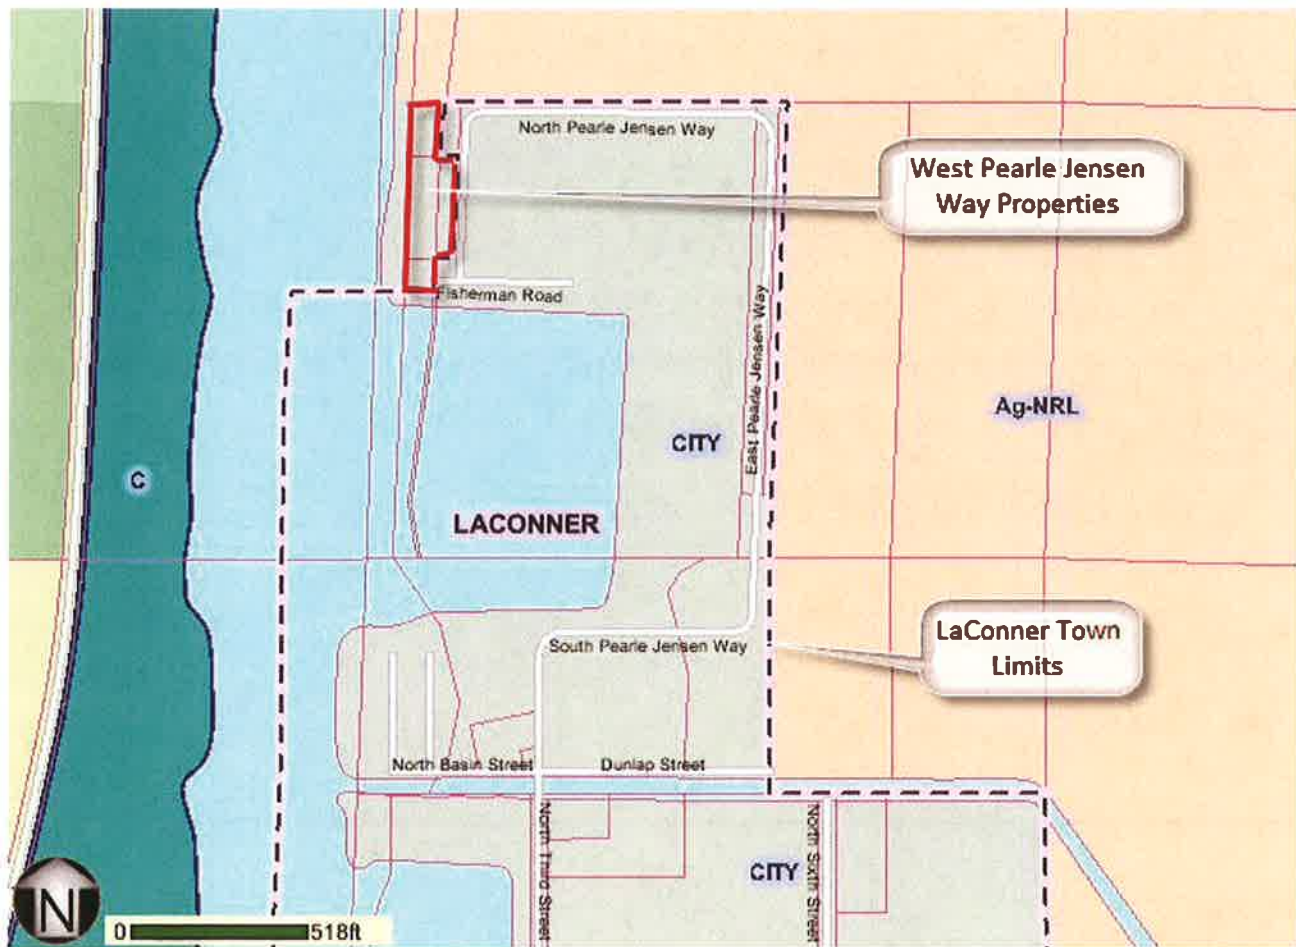 North Pearle Jensen Way
West Pearle Jensen
Way Properties
Fisherman Road
East Pearle Jensen Way
Ag-NRL
CITY
C
LACONNER
LaConner Town
Limits
South Pearle Jensen Way
North Basin Street
Dunlap Street
North Third Street
North Sixth Street
CITY
N
0
518ft